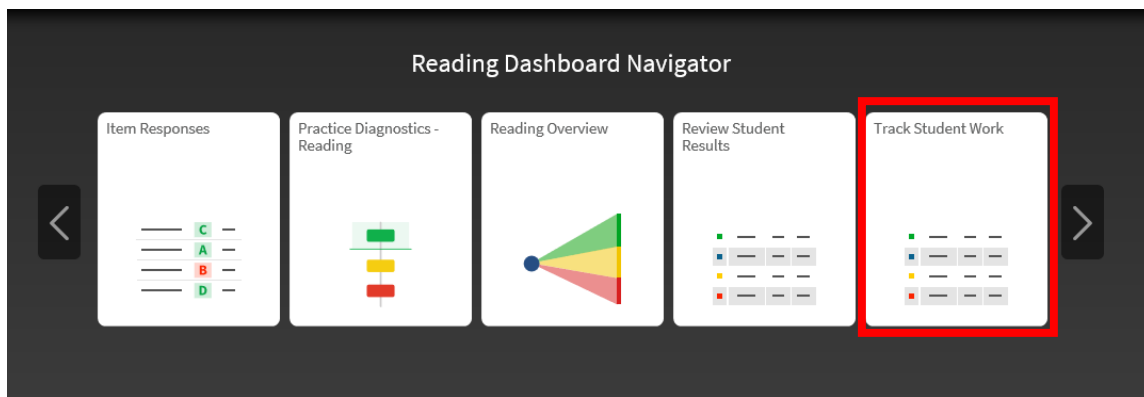 Reading Dashboard Navigator
Item Responses
Practice Diagnostics -
Reading
Reading Overview
Review Student
Results
Track Student Work
C
A
B
D